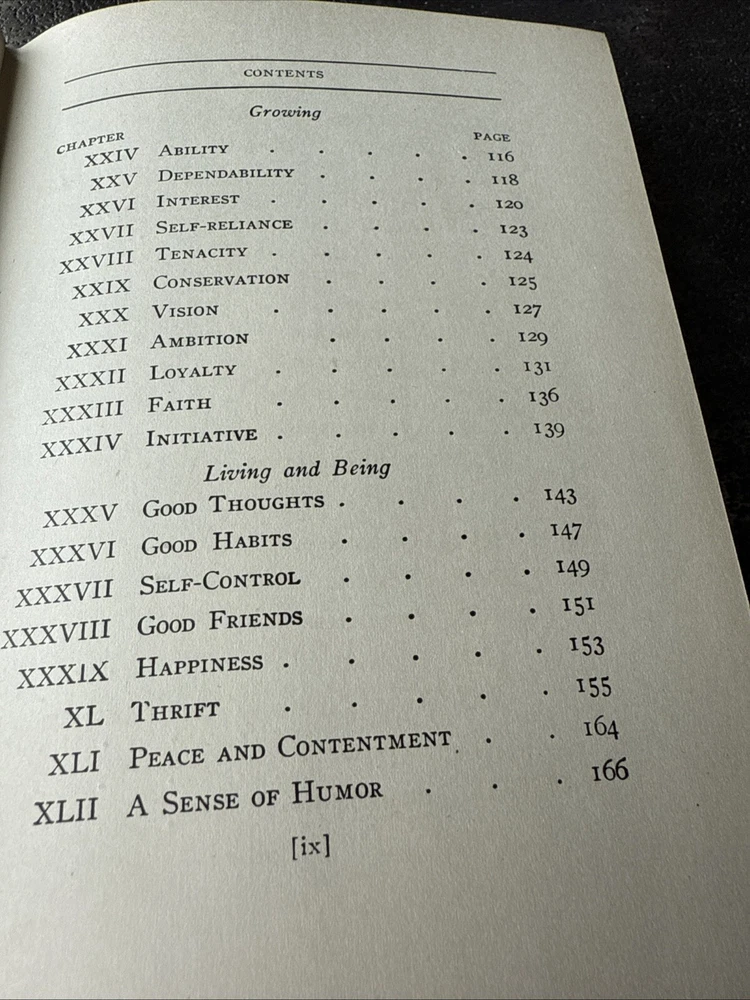 CONTENTS
Growing
CHAPTER PAGE
XXIV ABILITY . . . . . 116
XXV DEPENDABILITY . . . . 118
XXVI INTEREST . . . . . 120
XXVII SELF-RELIANCE . . . . 123
XXVIII TENACITY . . . . . 124
XXIX CONSERVATION . . . . 125
XXX VISION . . . . . 127
XXXI AMBITION . . . . 129
XXXII LOYALTY . . . . . 131
XXXIII FAITH . . . . . 136
XXXIV INITIATIVE . . . . . 139
Living and Being
XXXV GOOD THOUGHTS . . . . 143
XXXVI GOOD HABITS . . . . 147
XXXVII SELF-CONTROL . . . . 149
XXXVIII GOOD FRIENDS . . . . 151
XXXIX HAPPINESS . . . . . 153
XL THRIFT . . . . . 155
XLI PEACE AND CONTENTMENT . . . 164
XLII A SENSE OF HUMOR . . . 166
[ix]